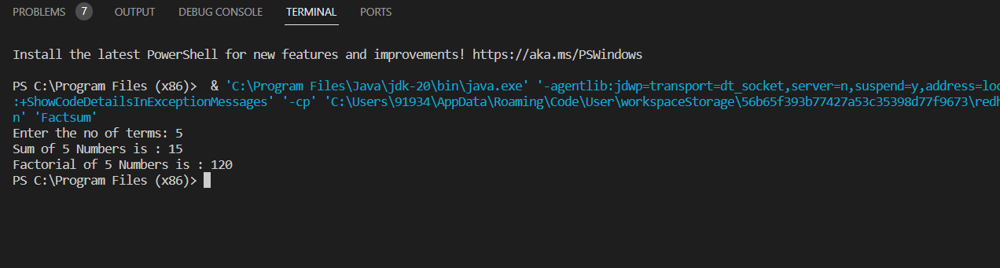 PROBLEMS 7 OUTPUT DEBUG CONSOLE TERMINAL PORTS
Install the latest PowerShell for new features and improvements! https://aka.ms/PSWindows
PS C:\Program Files (x86)>  & 'C:\Program Files\Java\jdk-20\bin\java.exe' '-agentlib:jdwp=transport=dt_socket,server=n,suspend=y,address=loc
:+ShowCodeDetailsInExceptionMessages' '-cp' 'C:\Users\91934\AppData\Roaming\Code\User\workspaceStorage\56b65f393b77427a53c35398d77f9673\redh
n' 'Factsum'
Enter the no of terms: 5
Sum of 5 Numbers is : 15
Factorial of 5 Numbers is : 120
PS C:\Program Files (x86)>